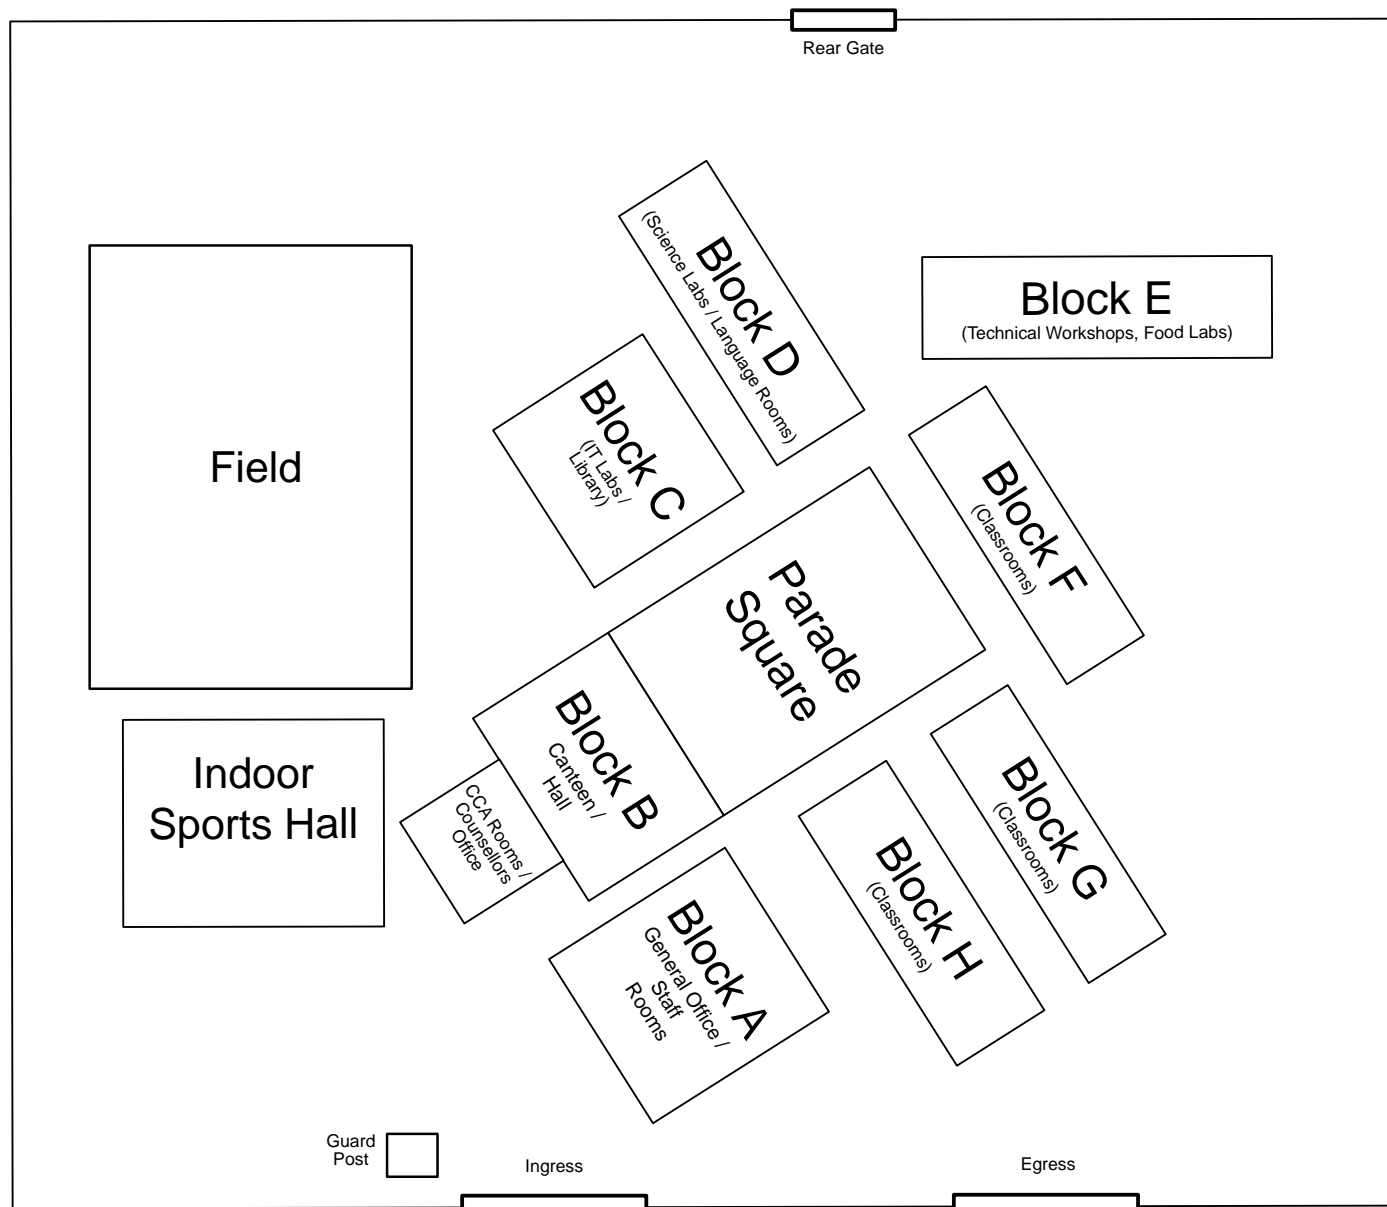 Rear Gate
Block D
(Science Labs / Language Rooms)
Block E
(Technical Workshops, Food Labs)
Block C
(IT Labs /
Library)
Field
Block F
(Classrooms)
Parade
Square
Block B
Canteen /
Hall
Indoor
Sports Hall
CCA Rooms /
Counsellors
Office
Block G
(Classrooms)
Block H
(Classrooms)
Block A
General Office /
Staff
Rooms
Guard
Post
Ingress
Egress